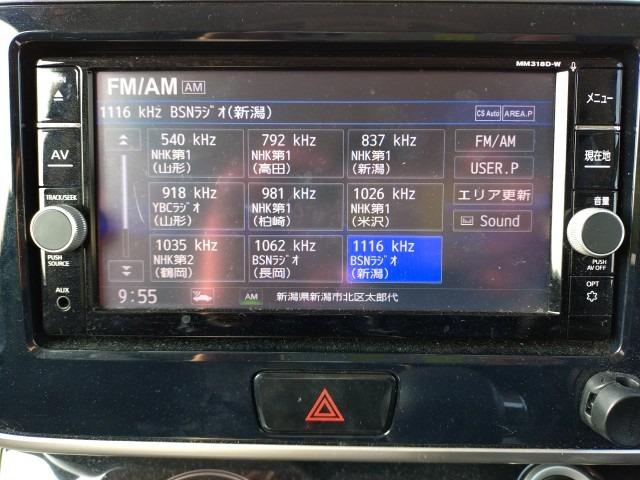 MM318D-W
FM/AM AM
1116 kHz BSNﾗｼﾞｵ(新潟)
CS Auto AREA.P
540 kHz
NHK第1
(山形)
792 kHz
NHK第1
(高田)
837 kHz
NHK第1
(新潟)
FM/AM
USER.P
918 kHz
YBCﾗｼﾞｵ
(山形)
981 kHz
NHK第1
(柏崎)
1026 kHz
NHK第1
(米沢)
エリア更新
Sound
1035 kHz
NHK第2
(鶴岡)
1062 kHz
BSNﾗｼﾞｵ
(長岡)
1116 kHz
BSNﾗｼﾞｵ
(新潟)
9:55
AM
新潟県新潟市北区太郎代
AV
TRACK/SEEK
PUSH
SOURCE
AUX
メニュー
現在地
音量
PUSH
AV OFF
OPT